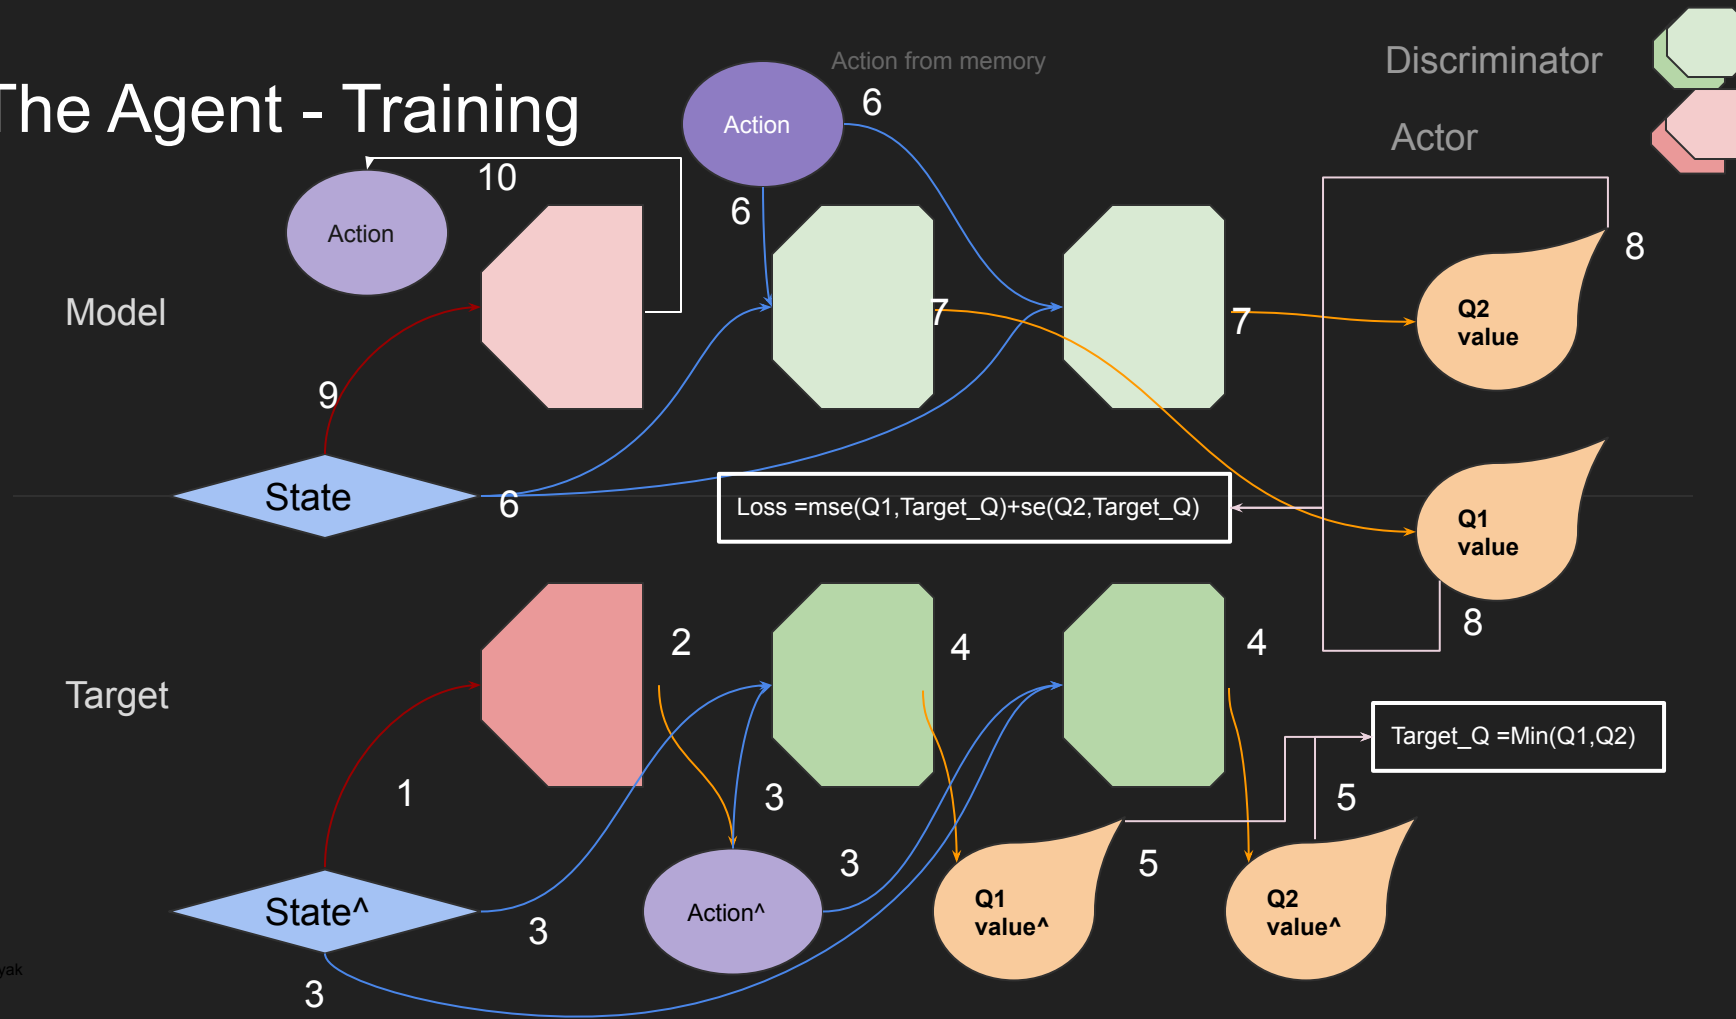 Action from memory
Discriminator
The Agent - Training
Action
6
Actor
10
Action
6
8
Model
7
7
Q2
value
9
State
6
Loss =mse(Q1,Target_Q)+se(Q2,Target_Q)
Q1
value
8
2
4
4
Target
Target_Q =Min(Q1,Q2)
1
3
5
3
5
State^
Action^
Q1
value^
Q2
value^
3
yak
3